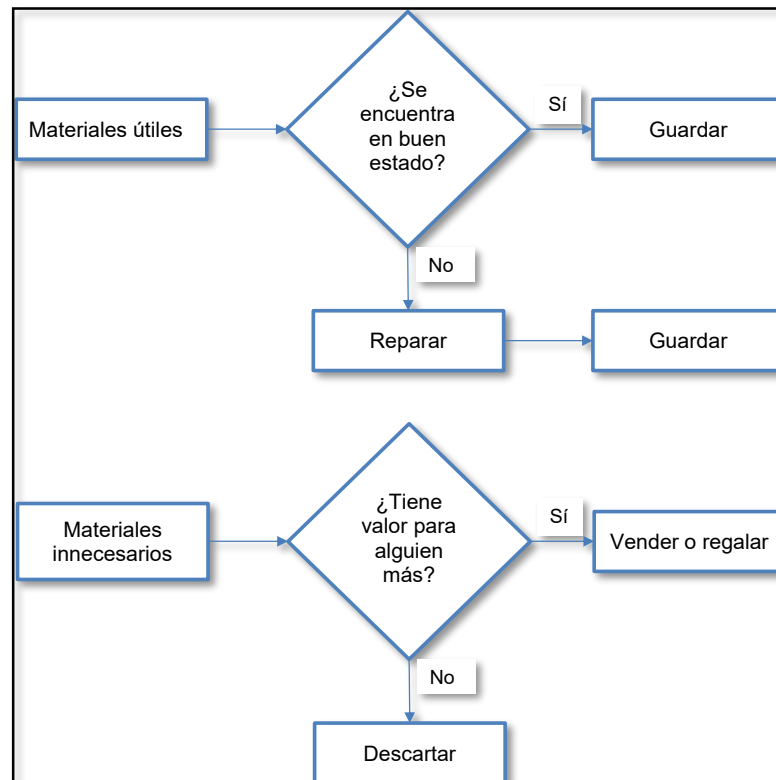 Materiales útiles
¿Se
encuentra
en buen
estado?
Sí
Guardar
No
Reparar
Guardar
Materiales
innecesarios
¿Tiene
valor para
alguien
más?
Sí
Vender o regalar
No
Descartar